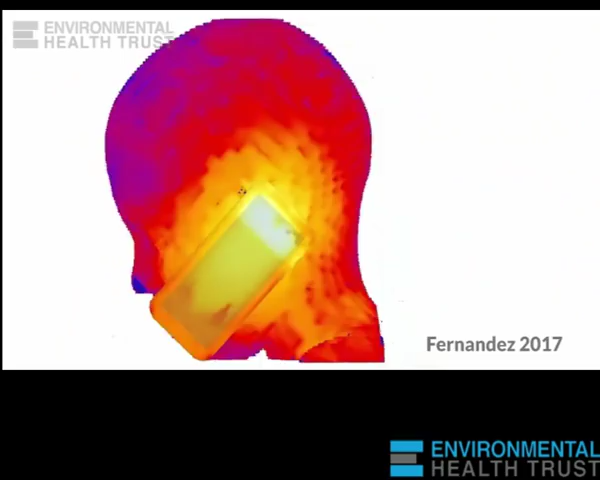 ENVIRONMENTAL
HEALTH TRUST
Fernandez 2017
ENVIRONMENTAL
HEALTH TRUST